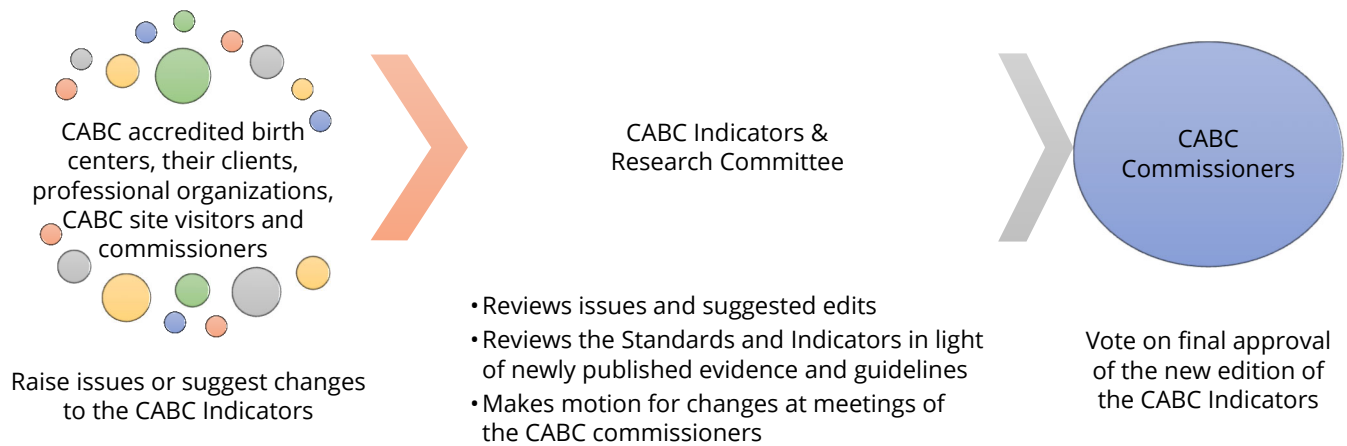 CABC accredited birth
centers, their clients,
professional organizations,
CABC site visitors and
commissioners
Raise issues or suggest changes
to the CABC Indicators
CABC Indicators &
Research Committee
•Reviews issues and suggested edits
•Reviews the Standards and Indicators in light
of newly published evidence and guidelines
•Makes motion for changes at meetings of
the CABC commissioners
CABC
Commissioners
Vote on final approval
of the new edition of
the CABC Indicators